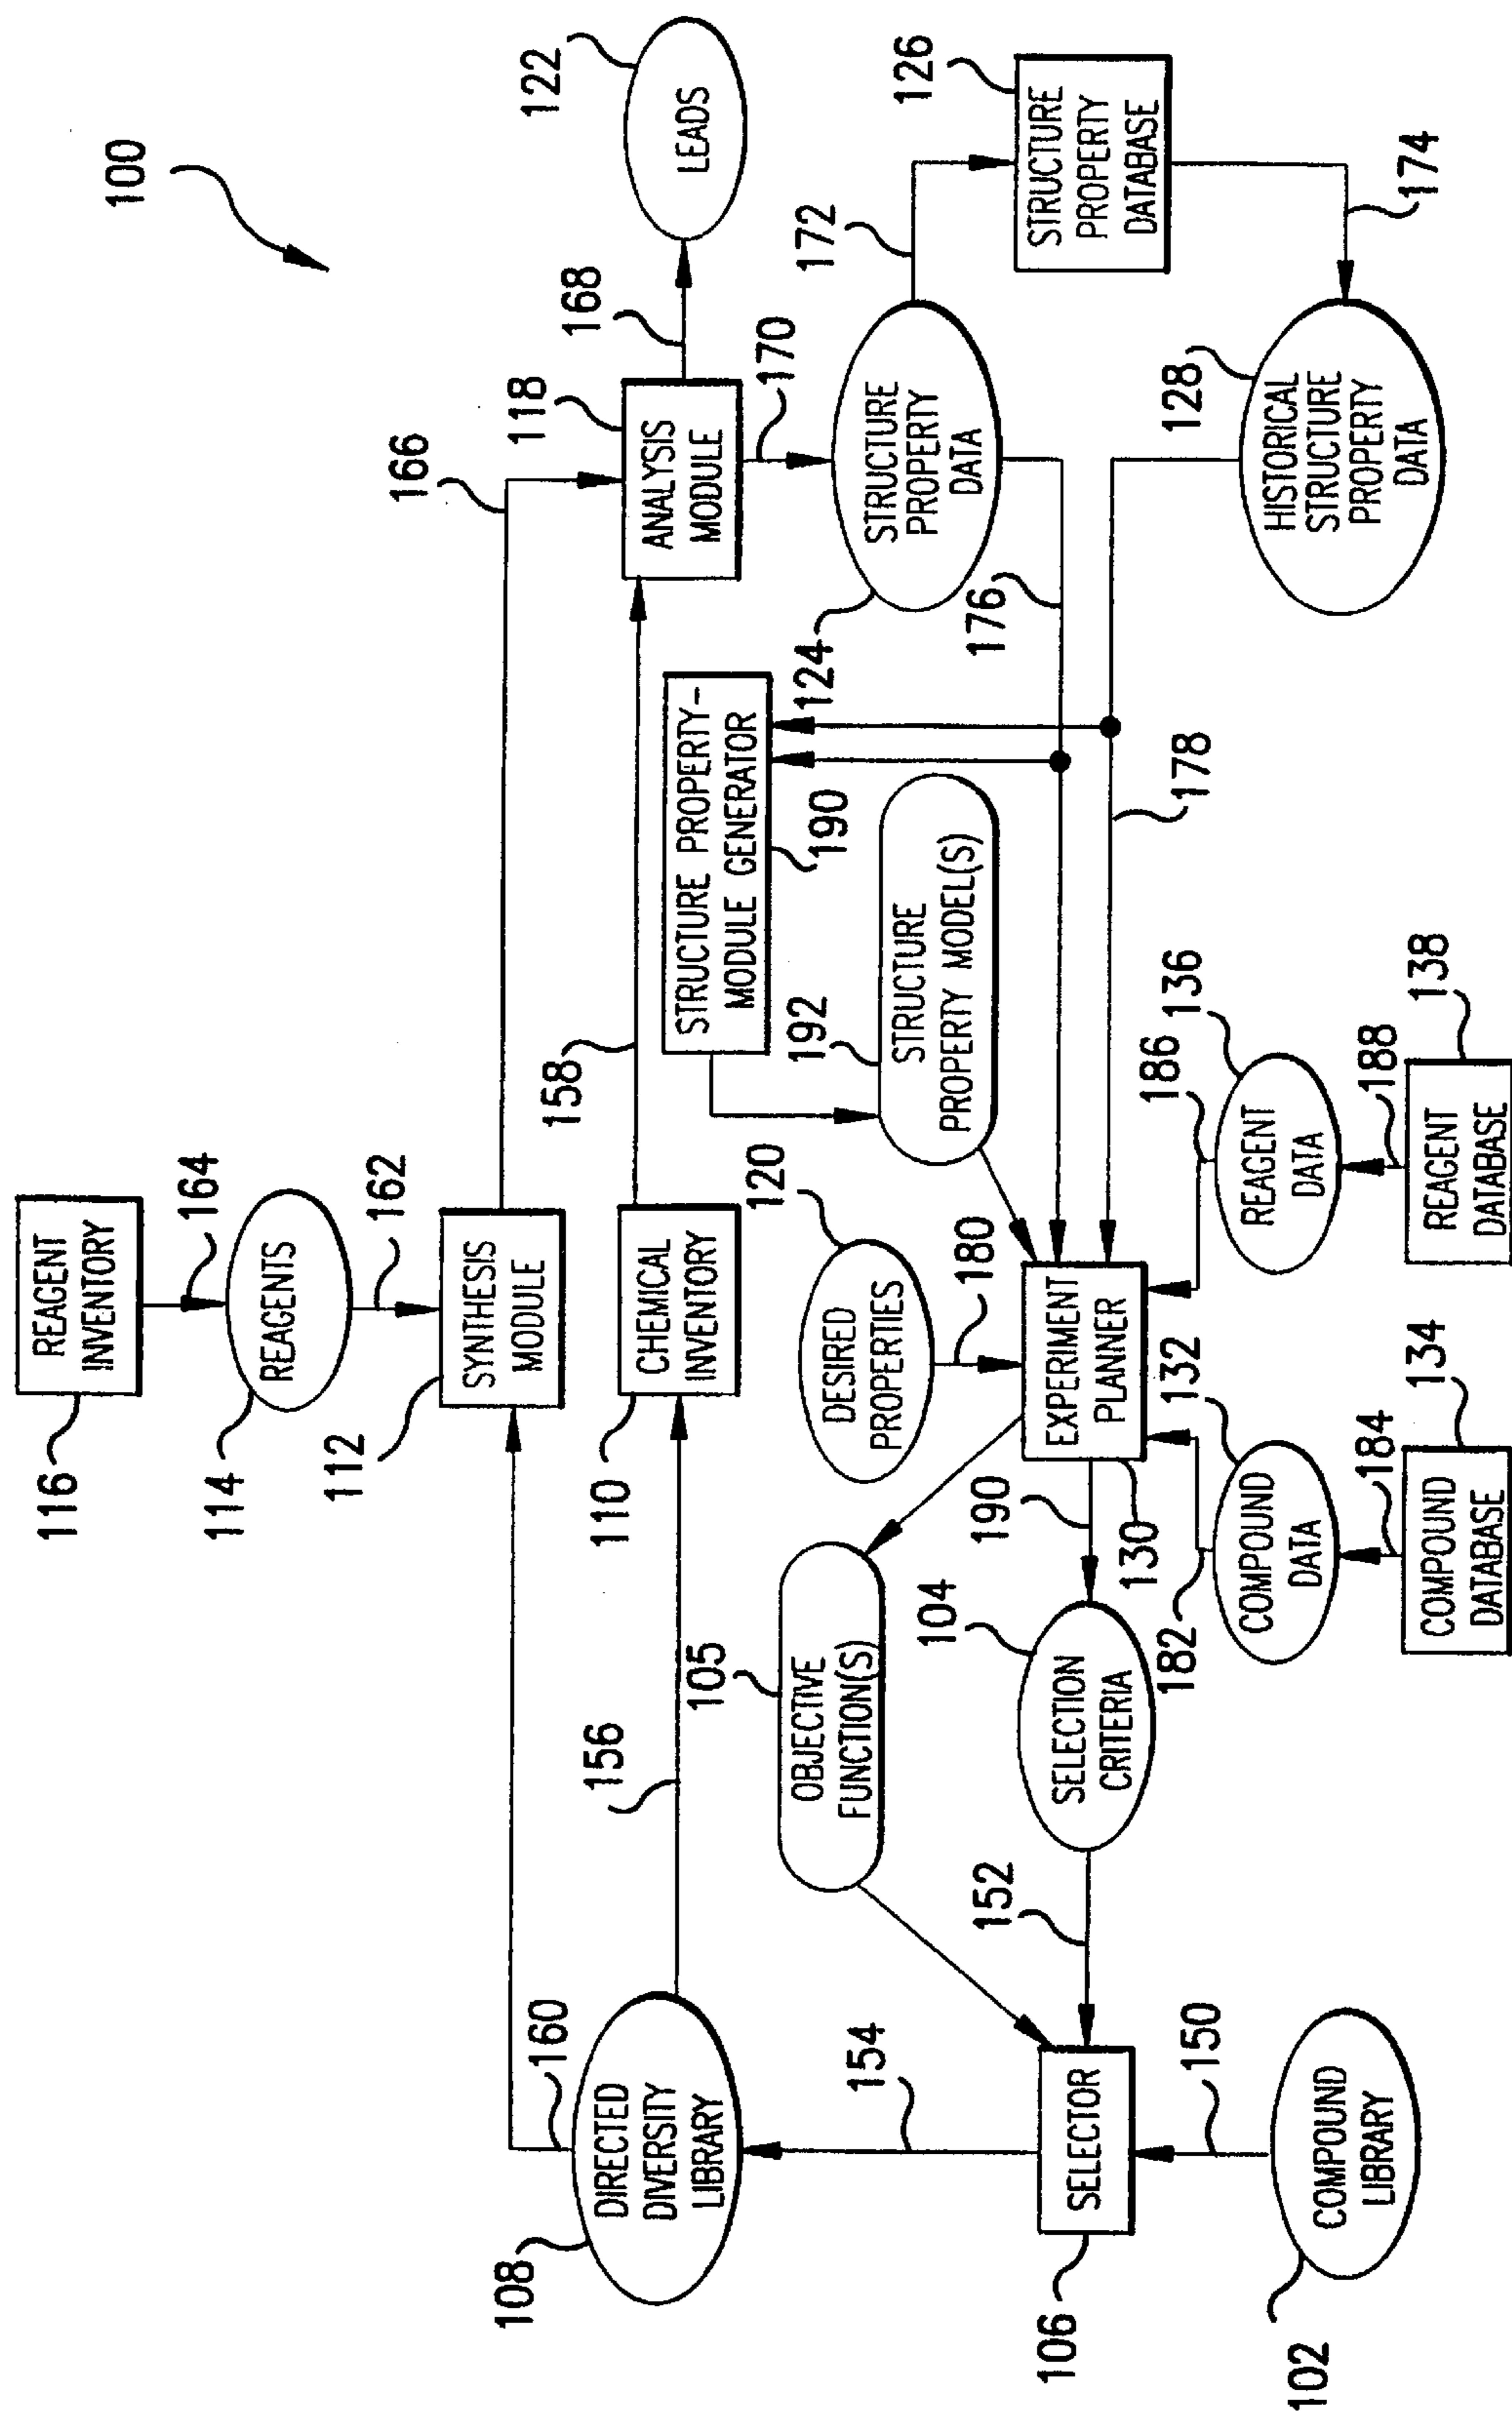 100
116
REAGENT
INVENTORY
164
114
REAGENTS
162
112
SYNTHESIS
MODULE
166
160
108
DIRECTED
DIVERSITY
LIBRARY
156
110
CHEMICAL
INVENTORY
158
118
ANALYSIS
MODULE
168
122
LEADS
170
STRUCTURE PROPERTY-
MODULE GENERATOR
190
124
STRUCTURE
PROPERTY
DATA
172
126
STRUCTURE
PROPERTY
DATABASE
174
128
HISTORICAL
STRUCTURE
PROPERTY
DATA
176
178
192
STRUCTURE
PROPERTY MODEL(S)
120
DESIRED
PROPERTIES
180
105
OBJECTIVE
FUNCTION(S)
154
106
SELECTOR
152
104
SELECTION
CRITERIA
190
130
EXPERIMENT
PLANNER
150
102
COMPOUND
LIBRARY
182
132
COMPOUND
DATA
184
134
COMPOUND
DATABASE
186
136
REAGENT
DATA
188
138
REAGENT
DATABASE